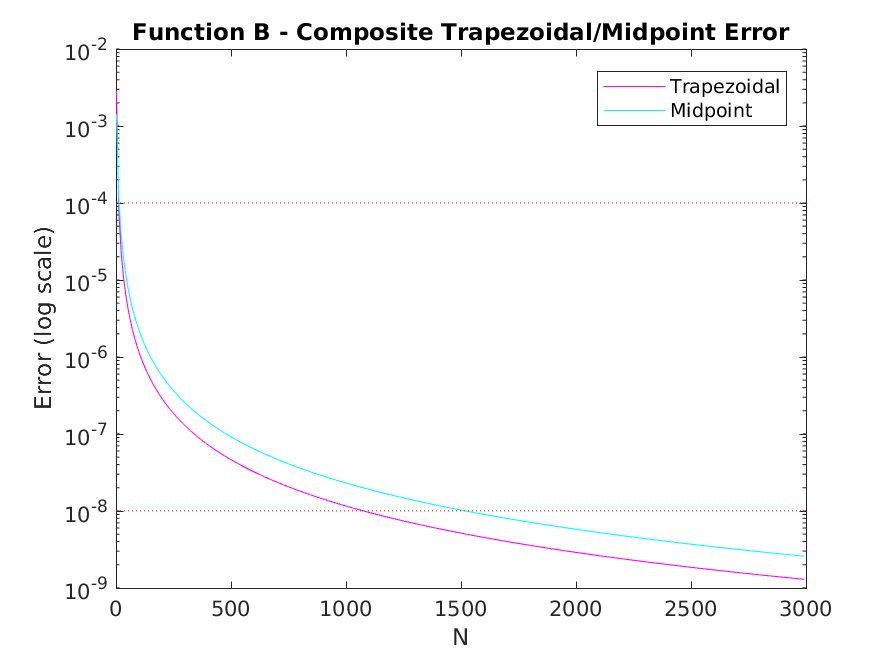 Function B - Composite Trapezoidal/Midpoint Error
Trapezoidal
Midpoint
Error (log scale)
10^-2
10^-3
10^-4
10^-5
10^-6
10^-7
10^-8
10^-9
0 500 1000 1500 2000 2500 3000
N